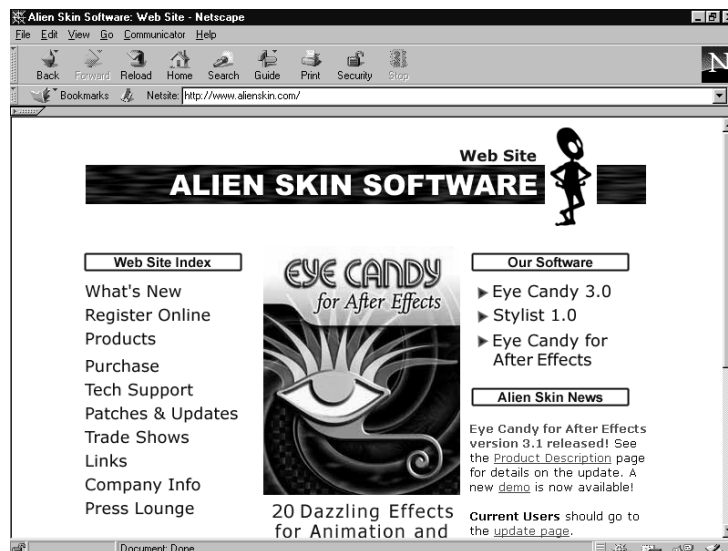 Alien Skin Software: Web Site - Netscape
File Edit View Go Communicator Help
Back Forward Reload Home Search Guide Print Security Stop
N
Bookmarks Netsite: http://www.alienskin.com/
Web Site
ALIEN SKIN SOFTWARE
Web Site Index
What's New
Register Online
Products
Purchase
Tech Support
Patches & Updates
Trade Shows
Links
Company Info
Press Lounge
EYE CANDY
for After Effects
20 Dazzling Effects
for Animation and
Our Software
Eye Candy 3.0
Stylist 1.0
Eye Candy for
After Effects
Alien Skin News
Eye Candy for After Effects
version 3.1 released! See
the Product Description page
for details on the update. A
new demo is now available!
Current Users should go to
the update page.
Document: Done